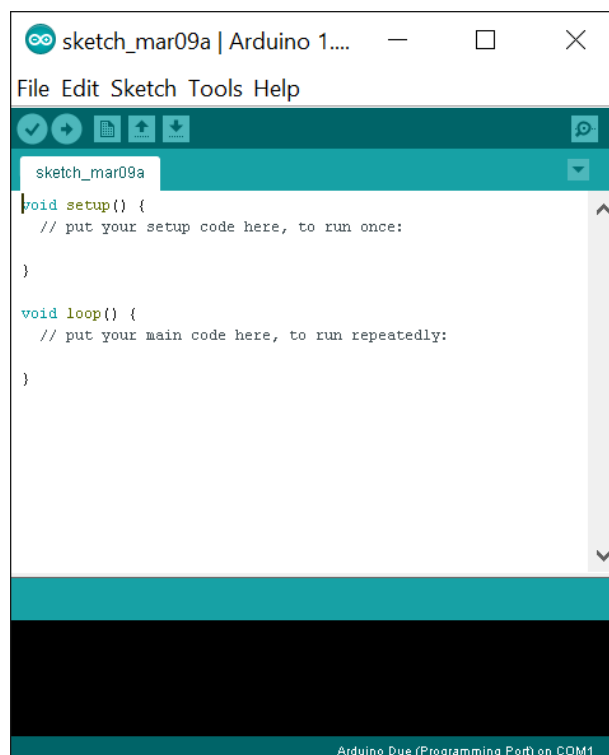 sketch_mar09a | Arduino 1....
File Edit Sketch Tools Help
sketch_mar09a
void setup() {
  // put your setup code here, to run once:
}
void loop() {
  // put your main code here, to run repeatedly:
}
Arduino Due (Programming Port) on COM1